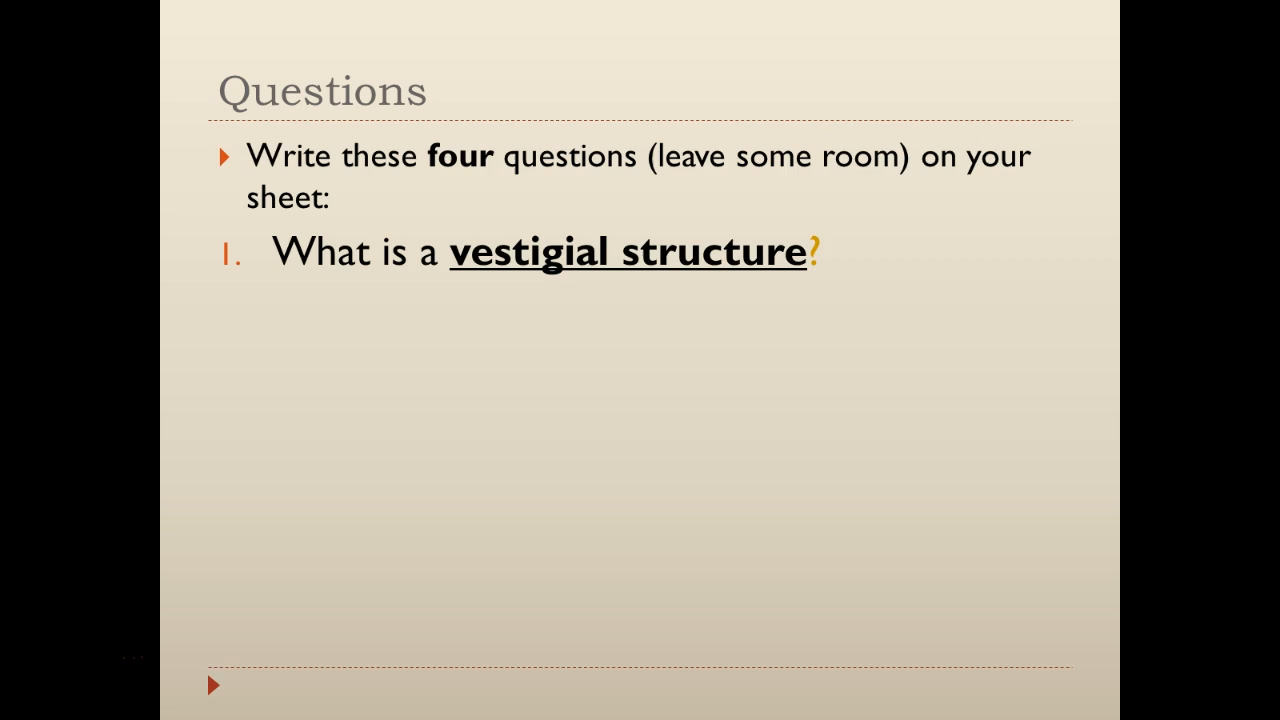 Questions
Write these four questions (leave some room) on your
sheet:
1. What is a vestigial structure?